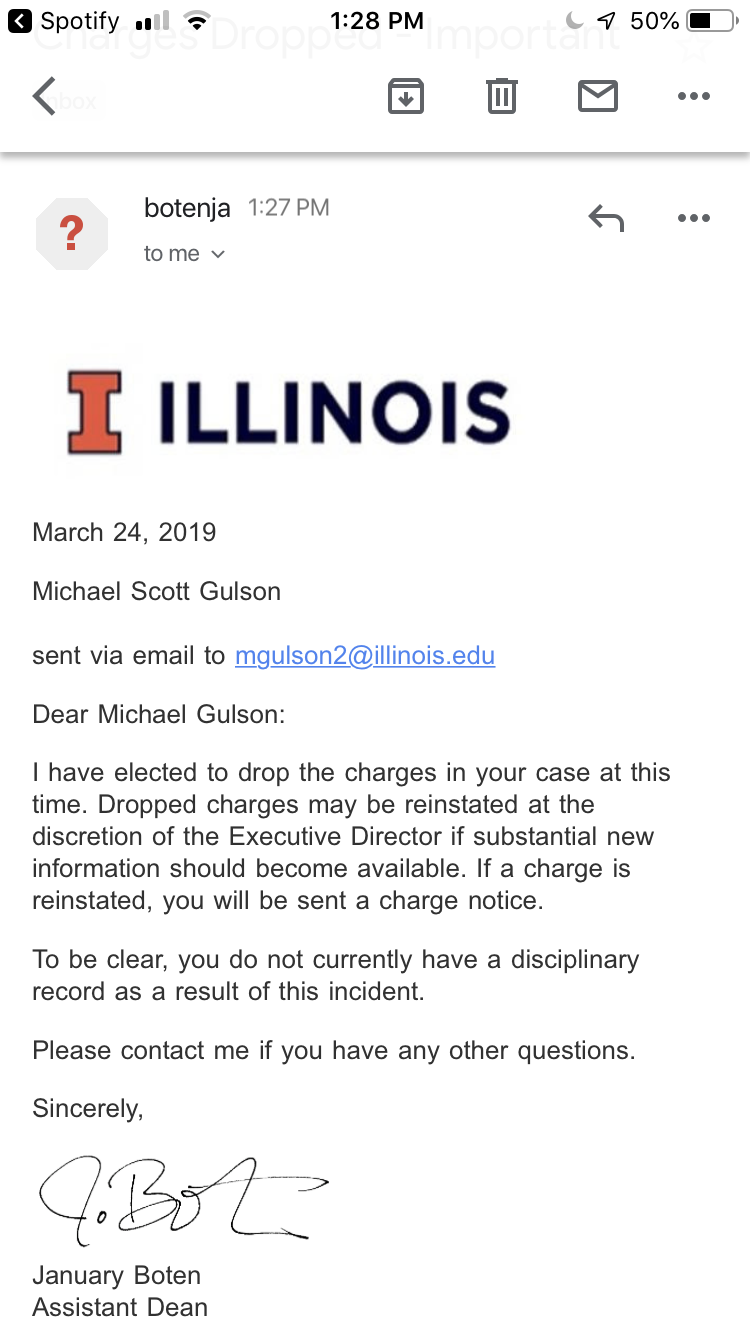 Spotify 1:28 PM 50%
Charges Dropped - Important
Inbox
botenja 1:27 PM
to me
?
I ILLINOIS
March 24, 2019
Michael Scott Gulson
sent via email to mgulson2@illinois.edu
Dear Michael Gulson:
I have elected to drop the charges in your case at this
time. Dropped charges may be reinstated at the
discretion of the Executive Director if substantial new
information should become available. If a charge is
reinstated, you will be sent a charge notice.
To be clear, you do not currently have a disciplinary
record as a result of this incident.
Please contact me if you have any other questions.
Sincerely,
J. Bot
January Boten
Assistant Dean